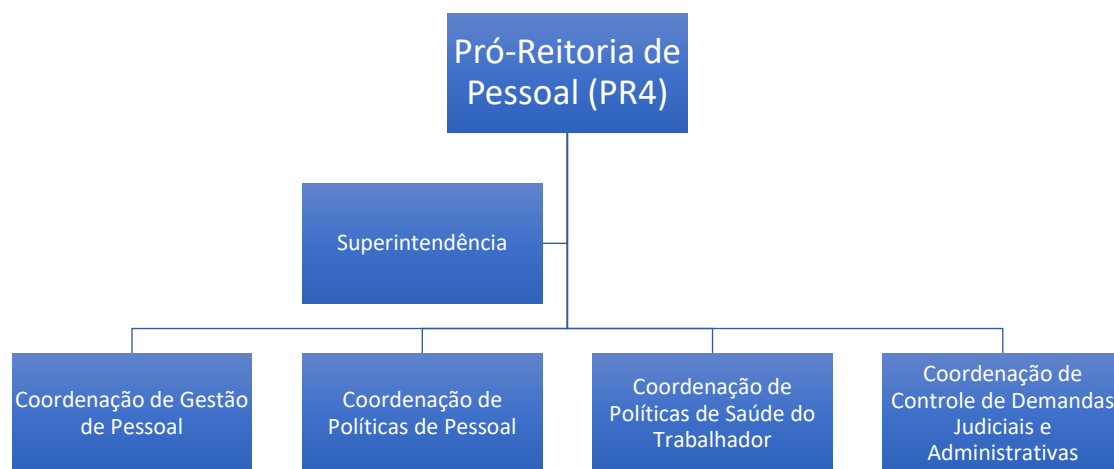 Pró-Reitoria de
Pessoal (PR4)
Superintendência
Coordenação de Gestão
de Pessoal
Coordenação de
Políticas de Pessoal
Coordenação de
Políticas de Saúde do
Trabalhador
Coordenação de
Controle de Demandas
Judiciais e
Administrativas